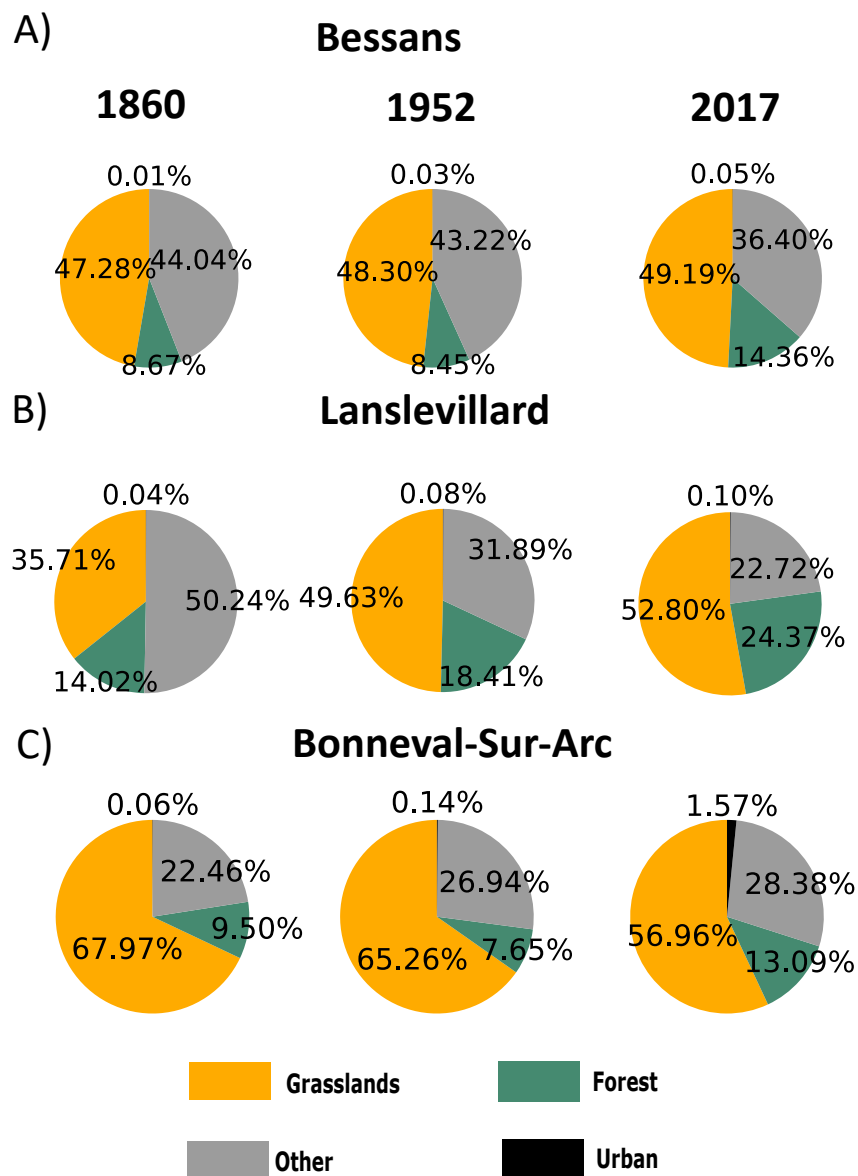 A)
Bessans
1860 1952 2017
0.01% 0.03% 0.05%
47.28% 44.04% 48.30% 43.22% 49.19% 36.40%
8.67% 8.45% 14.36%
B)
Lanslevillard
0.04% 0.08% 0.10%
35.71% 50.24% 49.63% 31.89% 52.80% 22.72%
14.02% 18.41% 24.37%
C)
Bonneval-Sur-Arc
0.06% 0.14% 1.57%
67.97% 22.46% 65.26% 26.94% 56.96% 28.38%
9.50% 7.65% 13.09%
Grasslands Forest
Other Urban